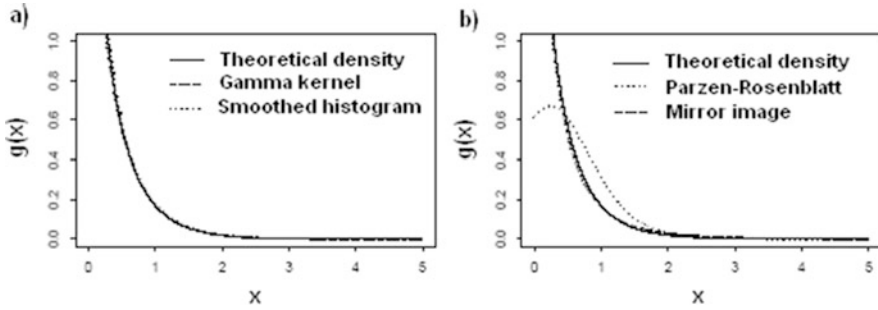 a)
Theoretical density
Gamma kernel
Smoothed histogram
g(x)
0.0 0.2 0.4 0.6 0.8 1.0
0 1 2 3 4 5
X
b)
Theoretical density
Parzen-Rosenblatt
Mirror image
g(x)
0.0 0.2 0.4 0.6 0.8 1.0
0 1 2 3 4 5
X